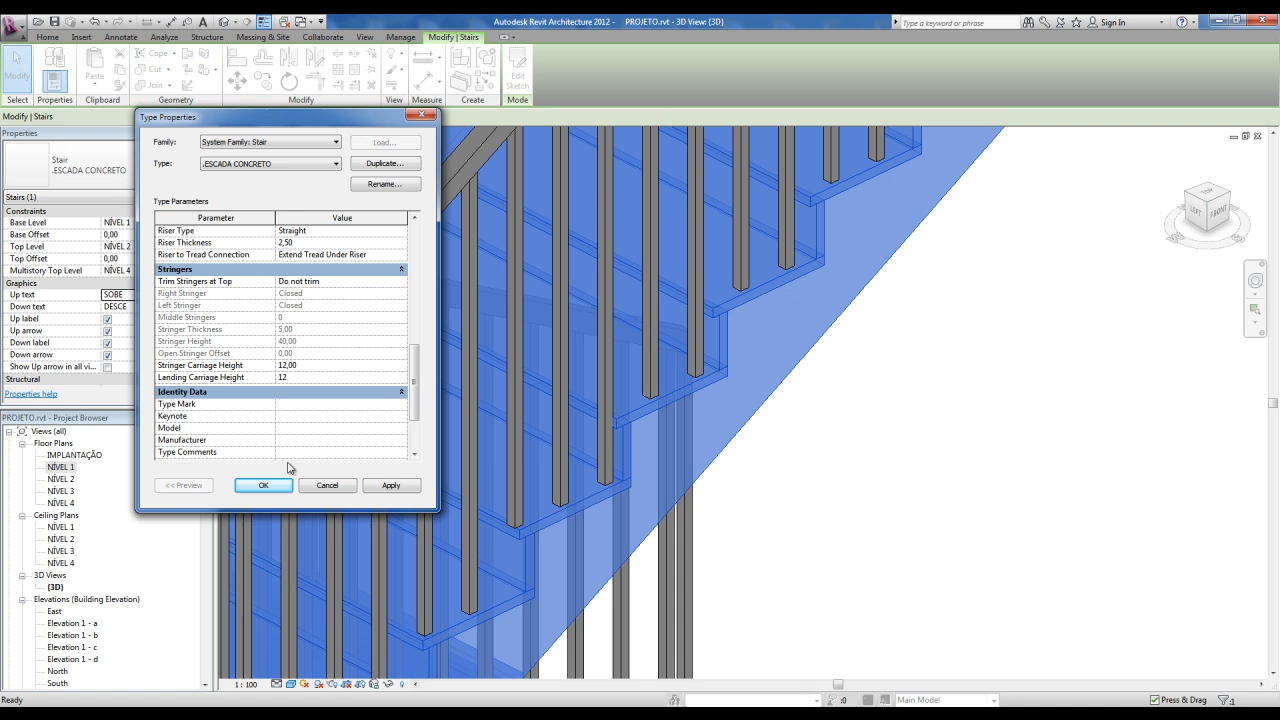 Autodesk Revit Architecture 2012 - PROJETO.rvt - 3D View: {3D}
Type a keyword or phrase
Sign In
Home Insert Annotate Analyze Structure Massing & Site Collaborate View Manage Modify | Stairs
Modify
Paste
Cope
Cut
Join
Edit
Sketch
Select Properties Clipboard Geometry Modify View Measure Create Mode
Modify | Stairs
Properties
Stair
.ESCADA CONCRETO
Stairs (1)
Constraints
Base Level NÍVEL 1
Base Offset 0,00
Top Level NÍVEL 2
Top Offset 0,00
Multistory Top Level NÍVEL 4
Graphics
Up text SOBE
Down text DESCE
Up label
Up arrow
Down label
Down arrow
Show Up arrow in all vi...
Structural
Properties help
PROJETO.rvt - Project Browser
Views (all)
Floor Plans
IMPLANTAÇÃO
NÍVEL 1
NÍVEL 2
NÍVEL 3
NÍVEL 4
Ceiling Plans
NÍVEL 1
NÍVEL 2
NÍVEL 3
NÍVEL 4
3D Views
{3D}
Elevations (Building Elevation)
East
Elevation 1 - a
Elevation 1 - b
Elevation 1 - c
Elevation 1 - d
North
South
Type Properties
Family: System Family: Stair Load...
Type: .ESCADA CONCRETO Duplicate...
Rename...
Type Parameters
Parameter Value
Riser Type Straight
Riser Thickness 2,50
Riser to Tread Connection Extend Tread Under Riser
Stringers
Trim Stringers at Top Do not trim
Right Stringer Closed
Left Stringer Closed
Middle Stringers 0
Stringer Thickness 5,00
Stringer Height 40,00
Open Stringer Offset 0,00
Stringer Carriage Height 12,00
Landing Carriage Height 12
Identity Data
Type Mark
Keynote
Model
Manufacturer
Type Comments
<< Preview OK Cancel Apply
TOP
LEFT FRONT
1 : 100
Ready
:0
Main Model
Press & Drag
:1